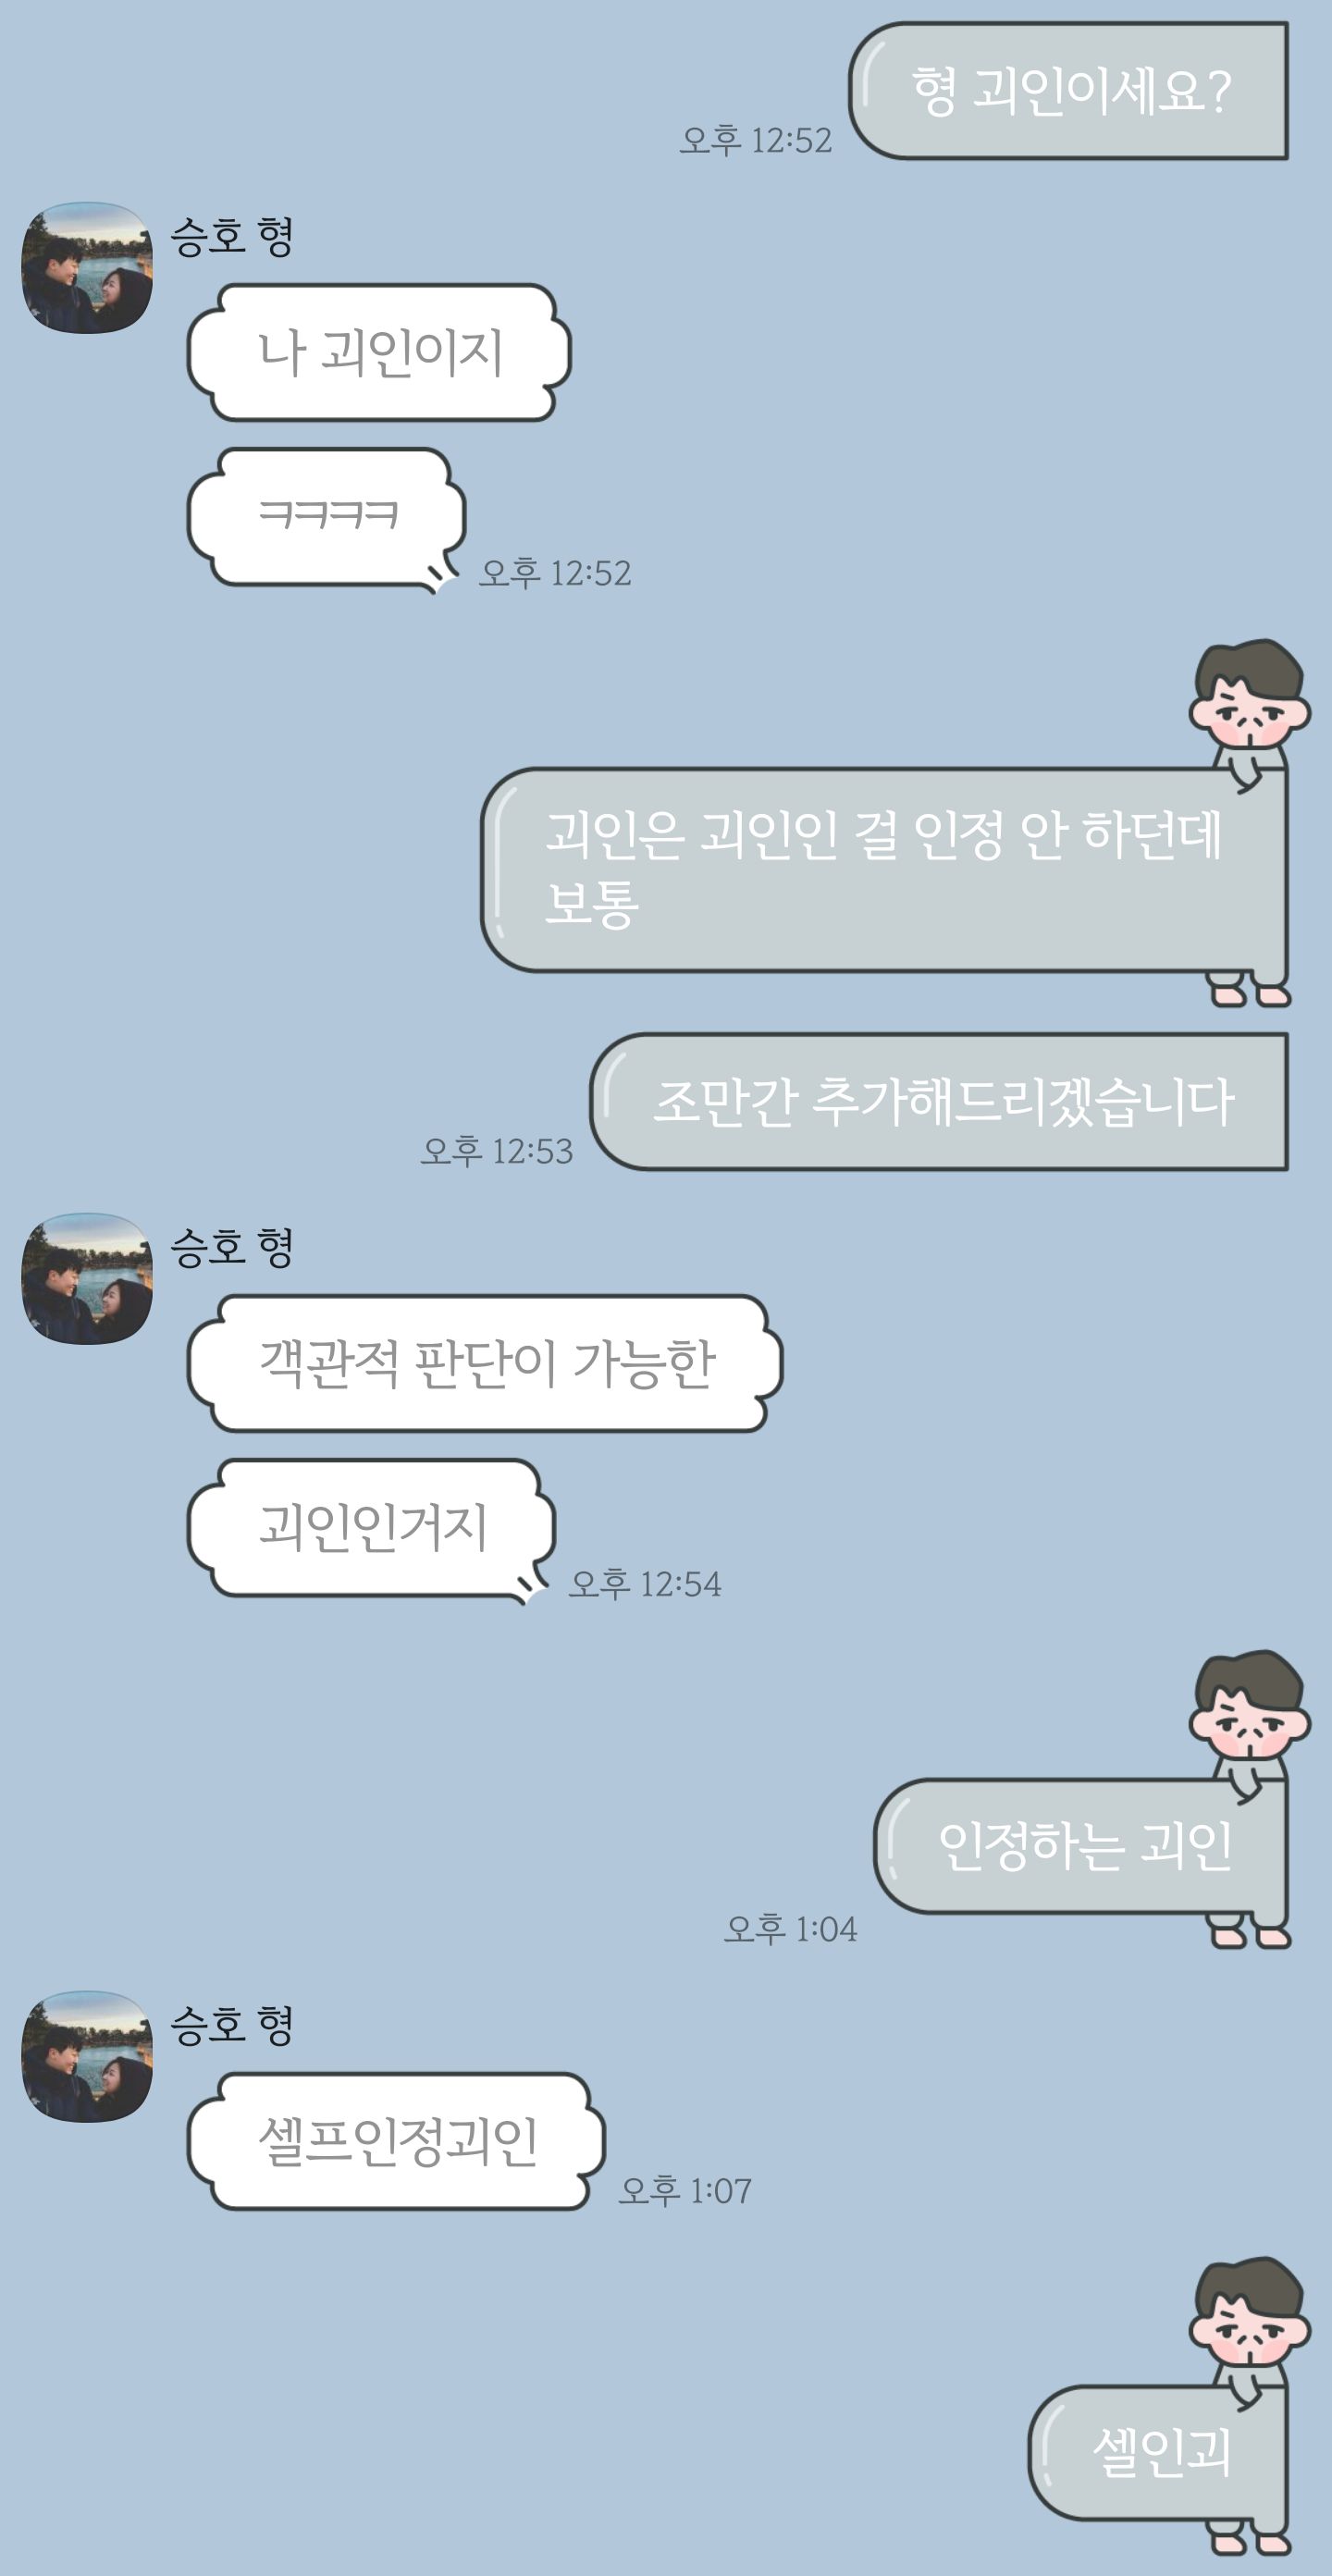 형 괴인이세요?
오후 12:52
승호 형
나 괴인이지
ㅋㅋㅋㅋ
오후 12:52
괴인은 괴인인 걸 인정 안 하던데
보통
조만간 추가해드리겠습니다
오후 12:53
승호 형
객관적 판단이 가능한
괴인인거지
오후 12:54
인정하는 괴인
오후 1:04
승호 형
셀프인정괴인
오후 1:07
셀인괴